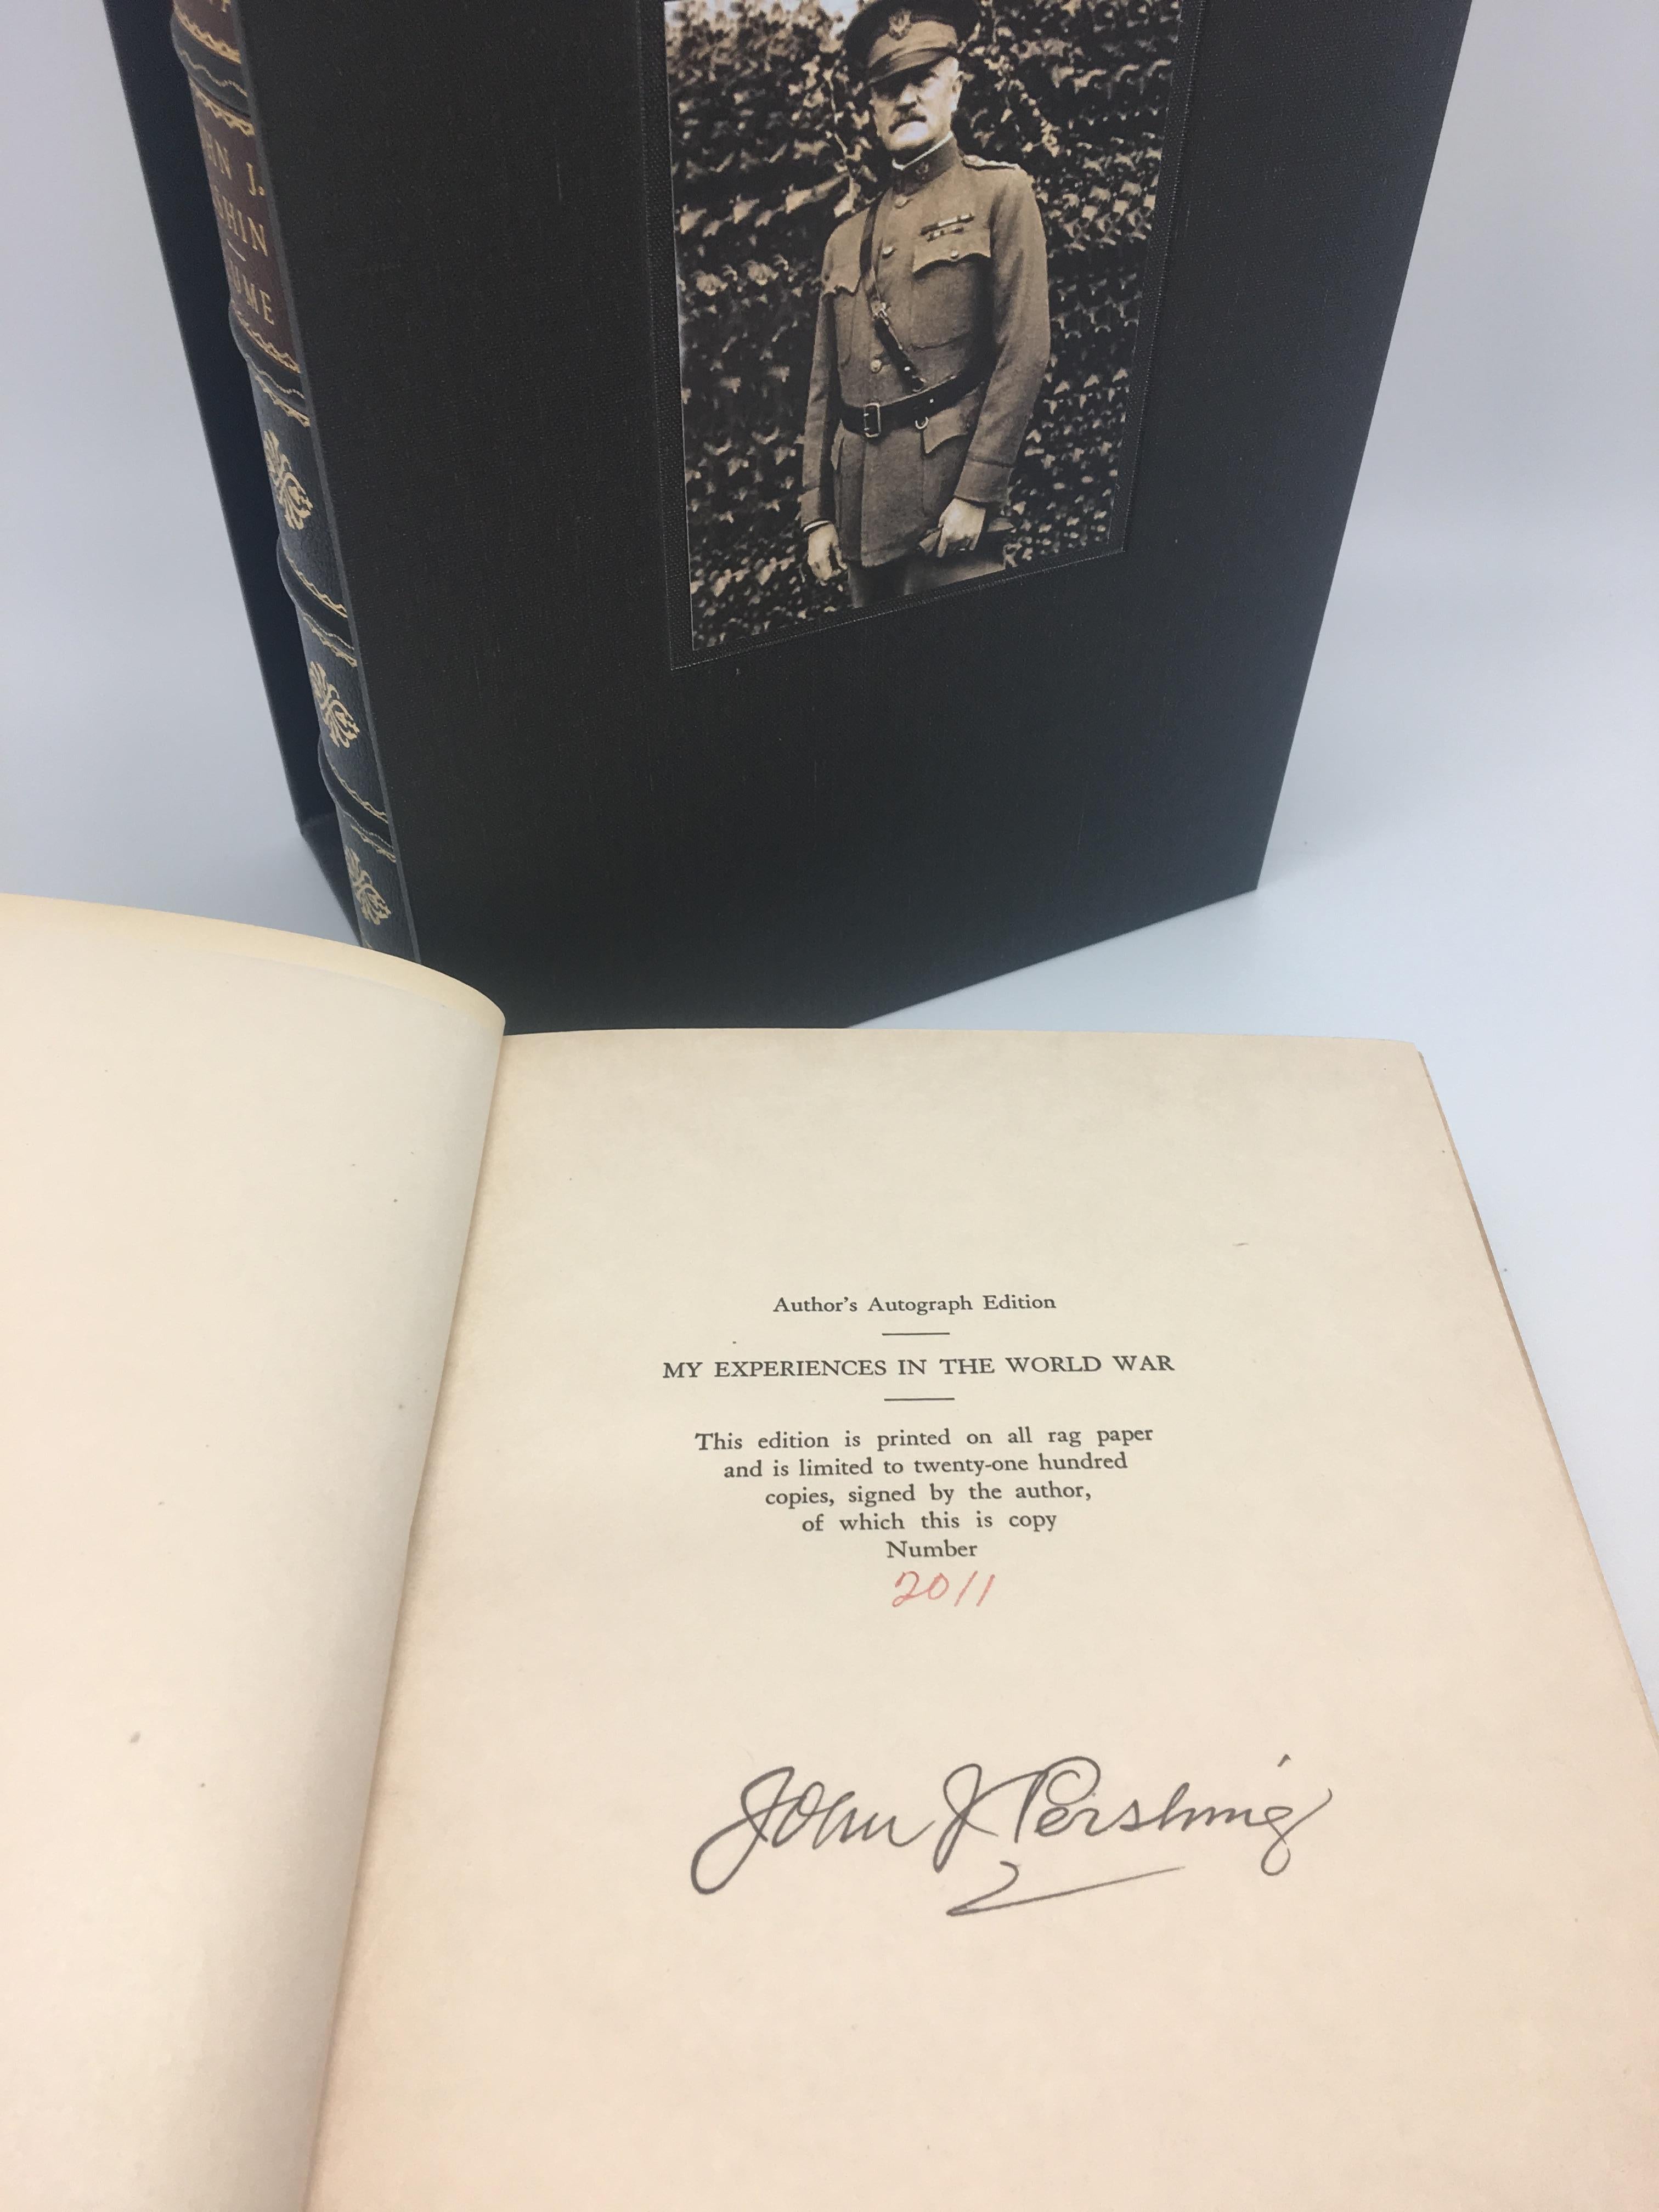 J.
Author's Autograph Edition
MY EXPERIENCES IN THE WORLD WAR
This edition is printed on all rag paper
and is limited to twenty-one hundred
copies, signed by the author,
of which this is copy
Number
2011
John J. Pershing